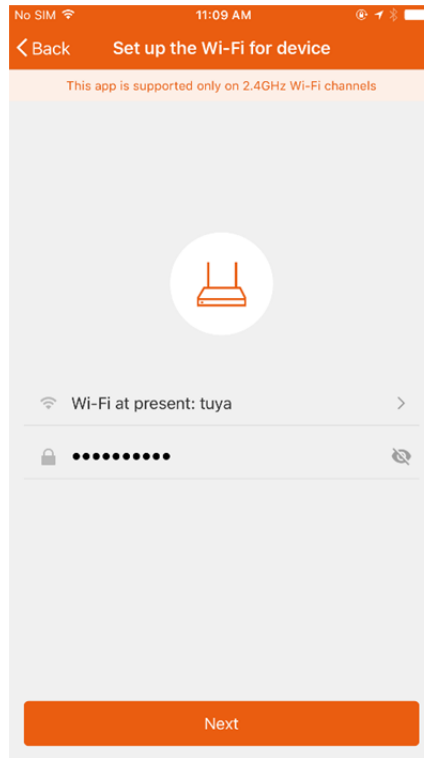 No SIM 11:09 AM
Back Set up the Wi-Fi for device
This app is supported only on 2.4GHz Wi-Fi channels
Wi-Fi at present: tuya
••••••••••
Next